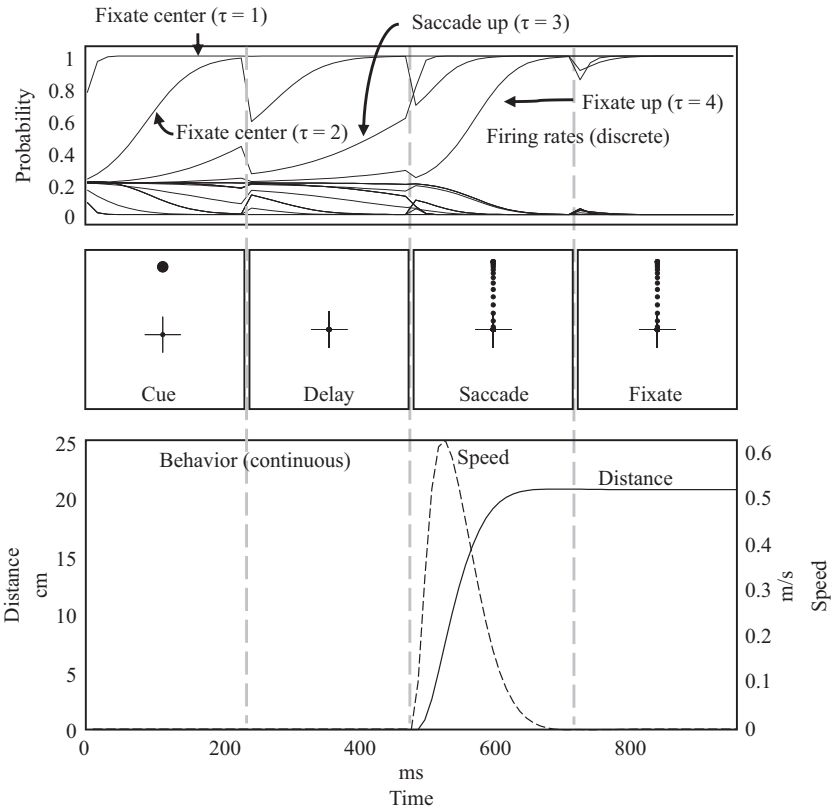 Fixate center (τ = 1)
Saccade up (τ = 3)
Probability
1
0.8
0.6
0.4
0.2
0
Fixate center (τ = 2)
Fixate up (τ = 4)
Firing rates (discrete)
Cue
Delay
Saccade
Fixate
Behavior (continuous)
Speed
Distance
Distance
cm
25
20
15
10
5
0
0.6
0.5
0.4
0.3
0.2
0.1
0
m/s
Speed
0 200 400 600 800
ms
Time